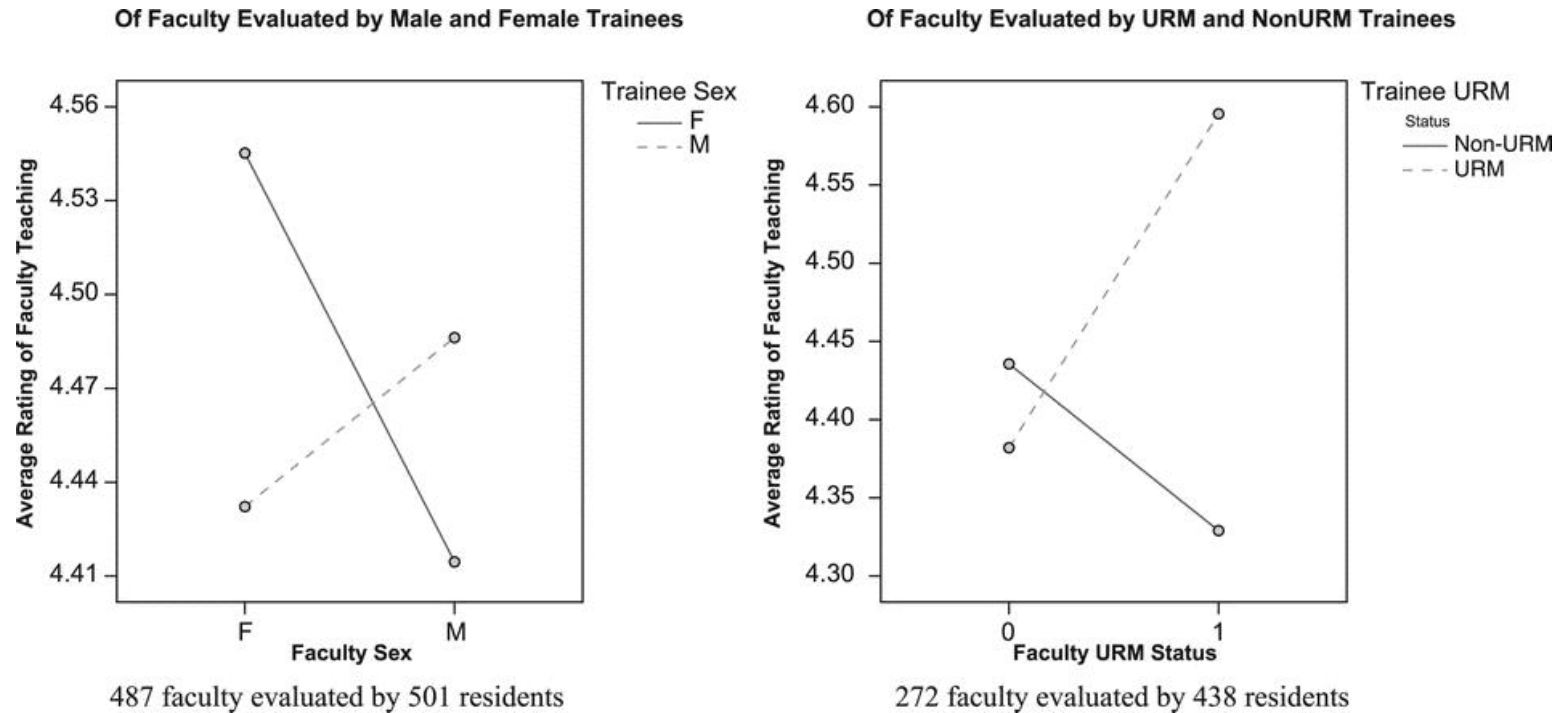 Of Faculty Evaluated by Male and Female Trainees
Average Rating of Faculty Teaching
4.56
4.53
4.50
4.47
4.44
4.41
F
M
Faculty Sex
Trainee Sex
F
M
487 faculty evaluated by 501 residents
Of Faculty Evaluated by URM and NonURM Trainees
Average Rating of Faculty Teaching
4.60
4.55
4.50
4.45
4.40
4.35
4.30
0
1
Faculty URM Status
Trainee URM
Status
Non-URM
URM
272 faculty evaluated by 438 residents